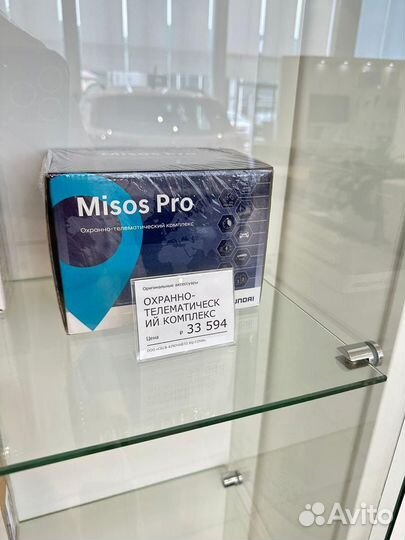 Misos Pro
Охранно-телематический комплекс
Оригинальные аксессуары
ОХРАННО-
ТЕЛЕМАТИЧЕСК
ИЙ КОМПЛЕКС
Цена ₽ 33 594
Avito